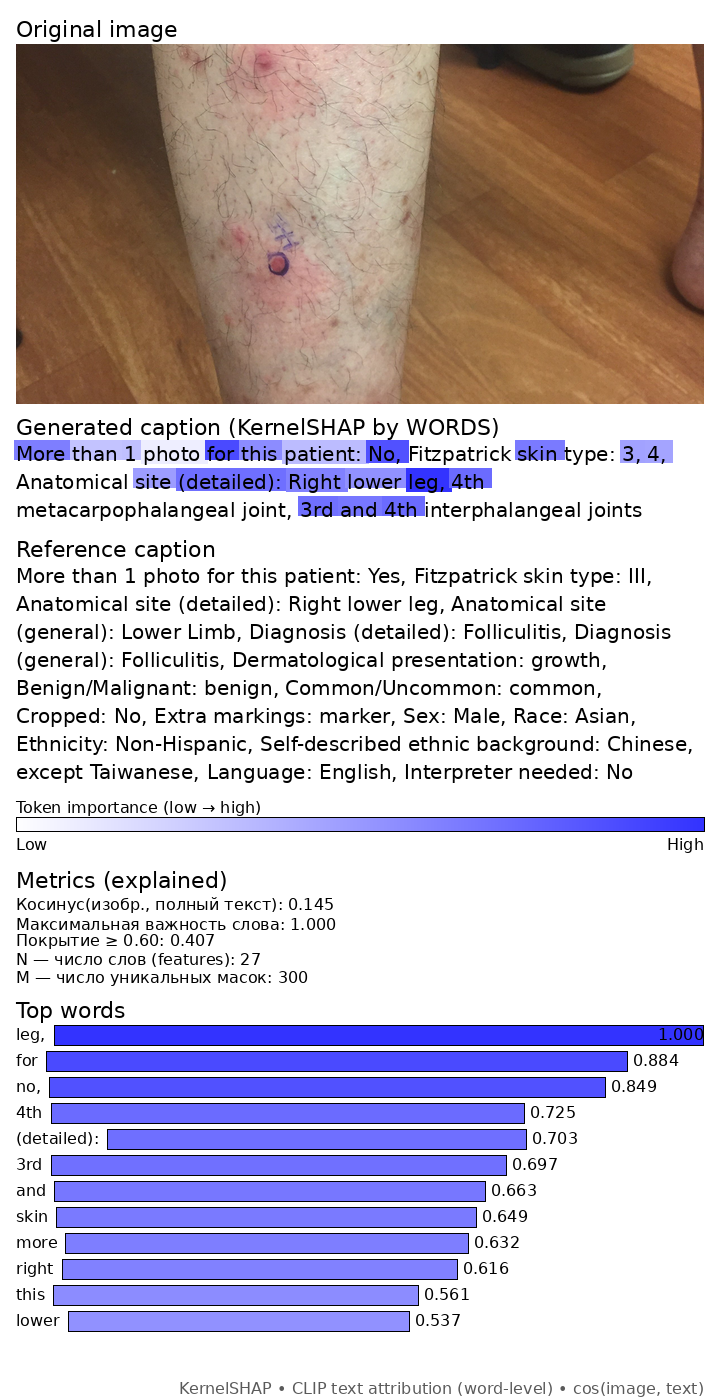 Original image
Generated caption (KernelSHAP by WORDS)
More than 1 photo for this patient: No, Fitzpatrick skin type: 3, 4,
Anatomical site (detailed): Right lower leg, 4th
metacarpophalangeal joint, 3rd and 4th interphalangeal joints
Reference caption
More than 1 photo for this patient: Yes, Fitzpatrick skin type: III,
Anatomical site (detailed): Right lower leg, Anatomical site
(general): Lower Limb, Diagnosis (detailed): Folliculitis, Diagnosis
(general): Folliculitis, Dermatological presentation: growth,
Benign/Malignant: benign, Common/Uncommon: common,
Cropped: No, Extra markings: marker, Sex: Male, Race: Asian,
Ethnicity: Non-Hispanic, Self-described ethnic background: Chinese,
except Taiwanese, Language: English, Interpreter needed: No
Token importance (low → high)
Low High
Metrics (explained)
Косинус(изобр., полный текст): 0.145
Максимальная важность слова: 1.000
Покрытие ≥ 0.60: 0.407
N — число слов (features): 27
M — число уникальных масок: 300
Top words
leg, 1.000
for 0.884
no, 0.849
4th 0.725
(detailed): 0.703
3rd 0.697
and 0.663
skin 0.649
more 0.632
right 0.616
this 0.561
lower 0.537
KernelSHAP • CLIP text attribution (word-level) • cos(image, text)